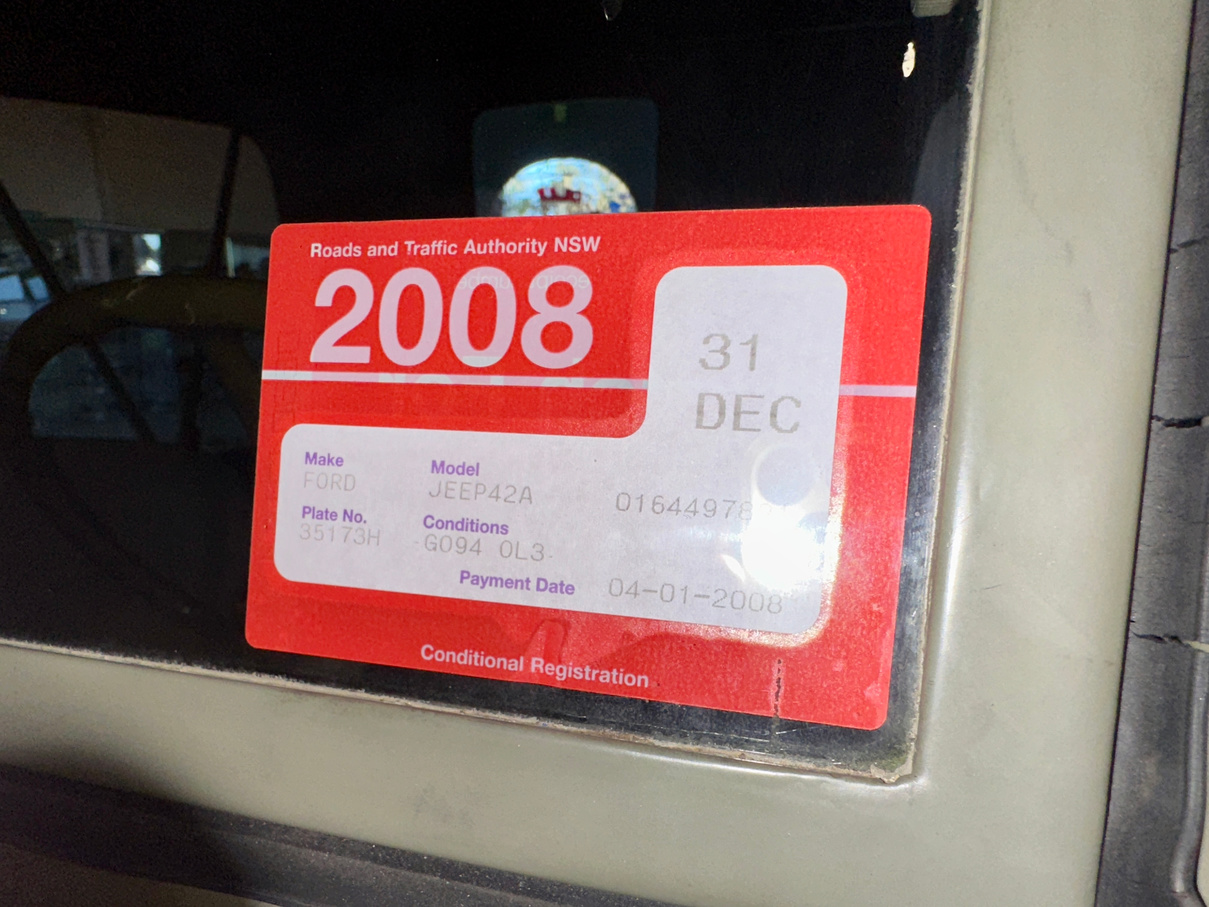 Roads and Traffic Authority NSW
2008
31
DEC
Make
FORD
Model
JEEP42A
Plate No.
35173H
Conditions
G094 OL3
Payment Date
04-01-2008
Conditional Registration